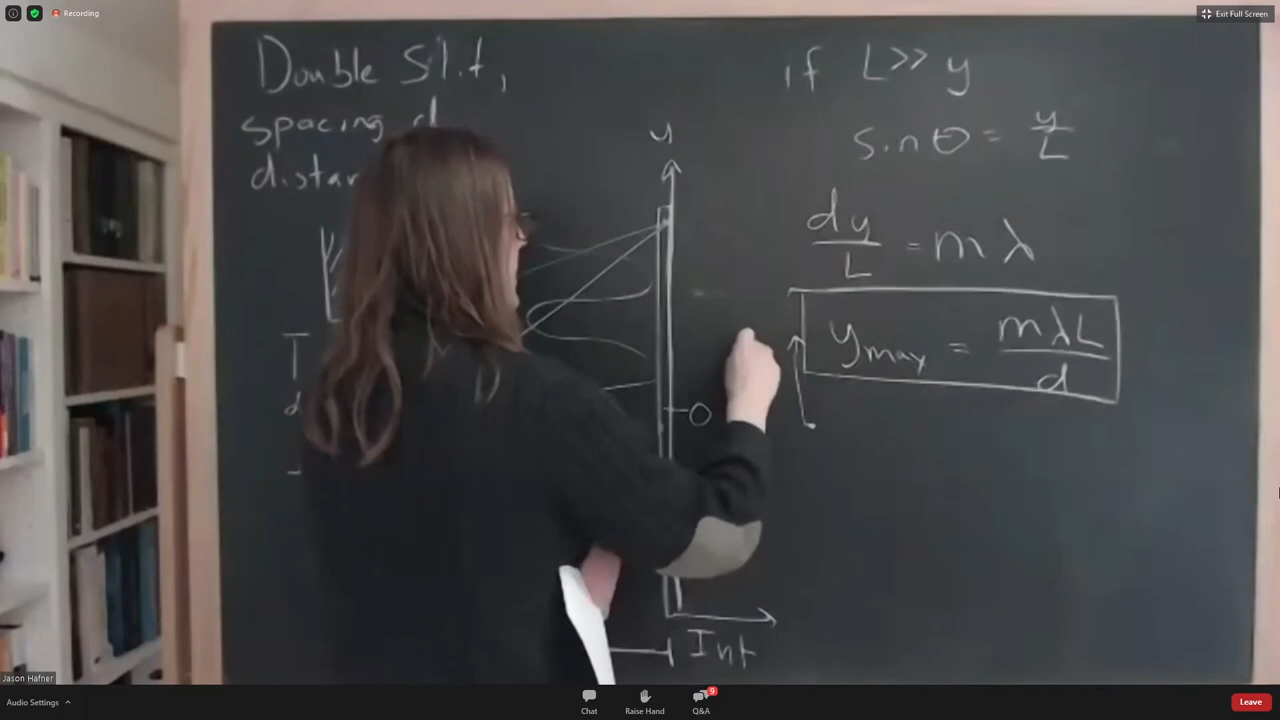 Recording
Exit Full Screen
Double Slit,
spacing d
y
0
Int
if L>> y
sin θ = y/L
dy/L = mλ
y_max = mλL/d
Jason Hafner
Audio Settings
Chat
Raise Hand
9
Q&A
Leave